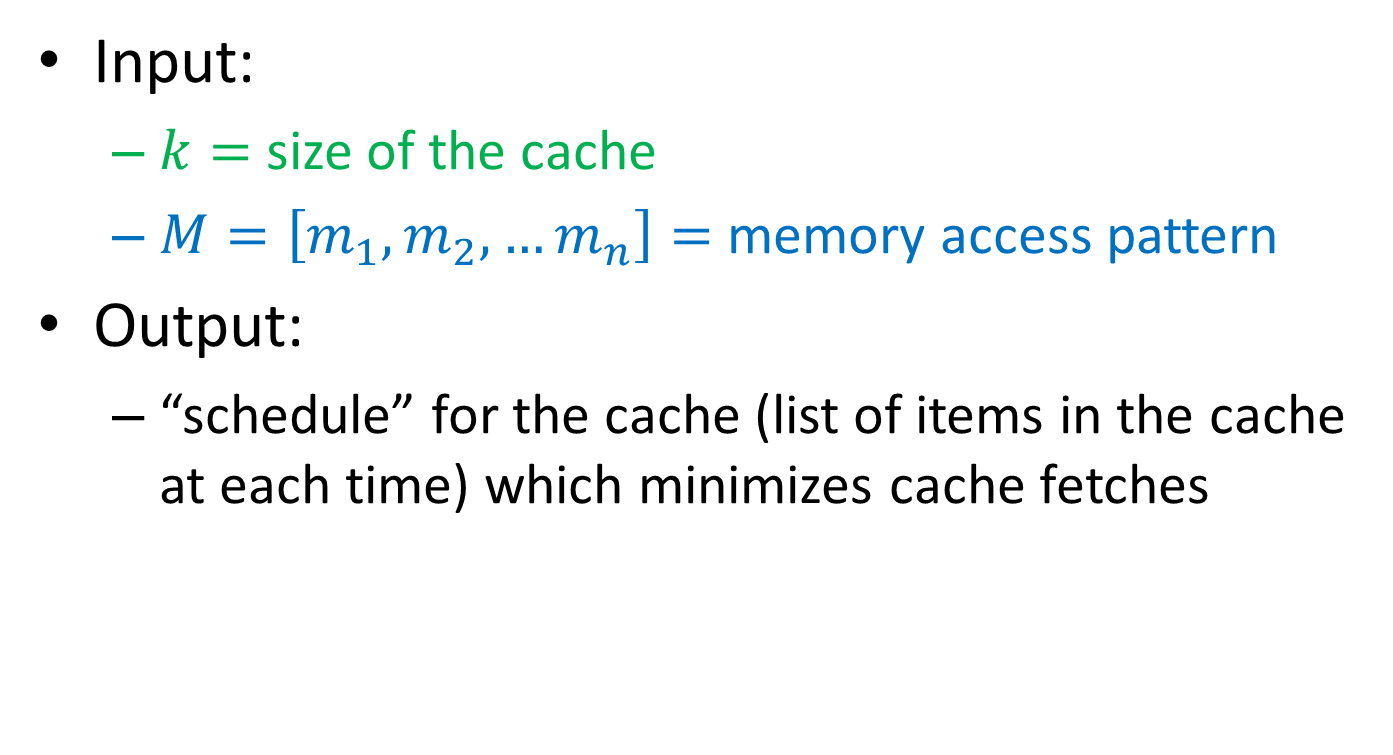 • Input:
– k = size of the cache
– M = [m₁, m₂, … mₙ] = memory access pattern
• Output:
– “schedule” for the cache (list of items in the cache
at each time) which minimizes cache fetches